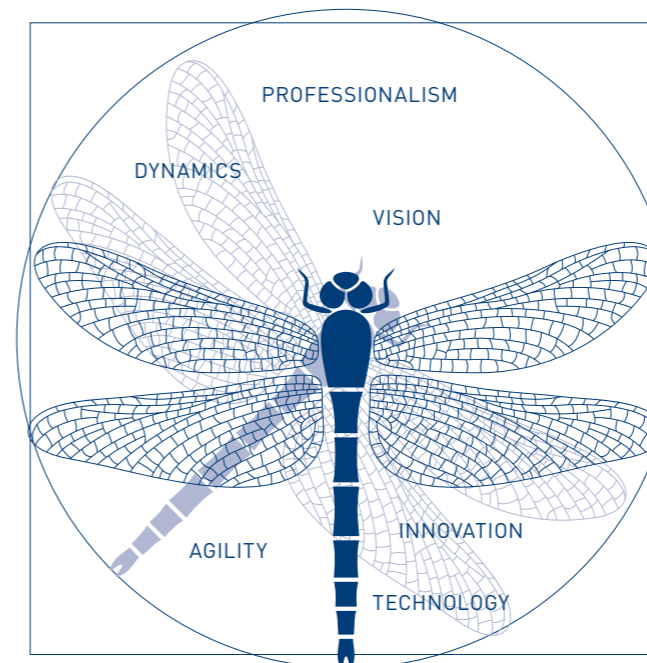 PROFESSIONALISM
DYNAMICS
VISION
INNOVATION
AGILITY
TECHNOLOGY